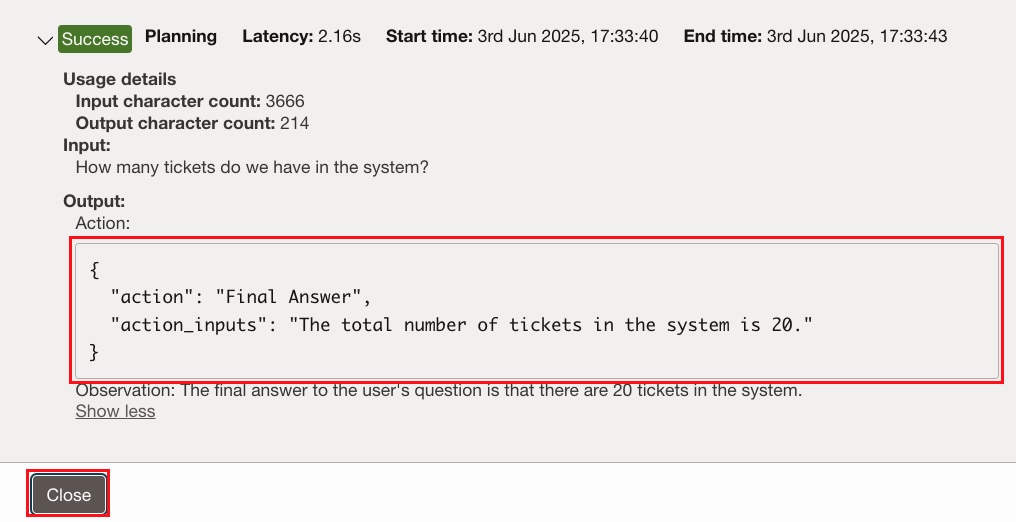 Success Planning Latency: 2.16s Start time: 3rd Jun 2025, 17:33:40 End time: 3rd Jun 2025, 17:33:43
Usage details
Input character count: 3666
Output character count: 214
Input:
How many tickets do we have in the system?
Output:
Action:
{
"action": "Final Answer",
"action_inputs": "The total number of tickets in the system is 20."
}
Observation: The final answer to the user's question is that there are 20 tickets in the system.
Show less
Close